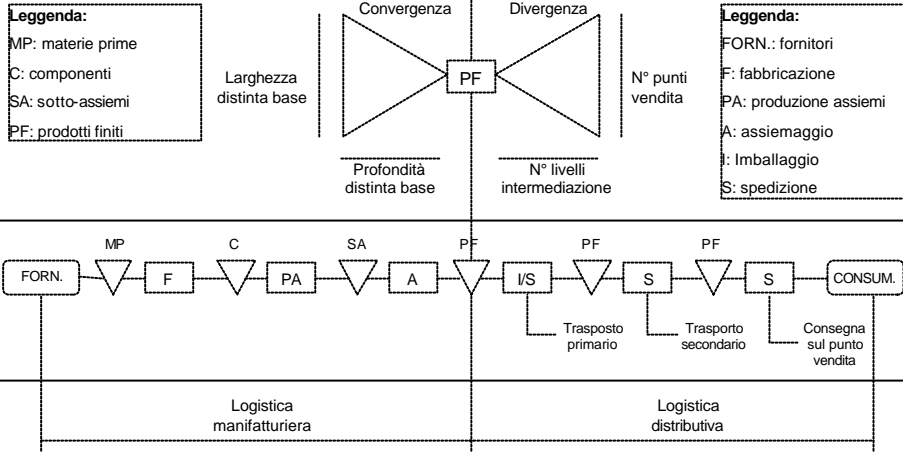 Leggenda:
MP: materie prime
C: componenti
SA: sotto-assiemi
PF: prodotti finiti
Convergenza
Divergenza
Larghezza
distinta base
PF
N° punti
vendita
Profondità
distinta base
N° livelli
intermediazione
Leggenda:
FORN.: fornitori
F: fabbricazione
PA: produzione assiemi
A: assiemaggio
I: Imballaggio
S: spedizione
MP
C
SA
PF
PF
PF
FORN.
F
PA
A
I/S
S
S
CONSUM.
Trasposto
primario
Trasporto
secondario
Consegna
sul punto
vendita
Logistica
manifatturiera
Logistica
distributiva